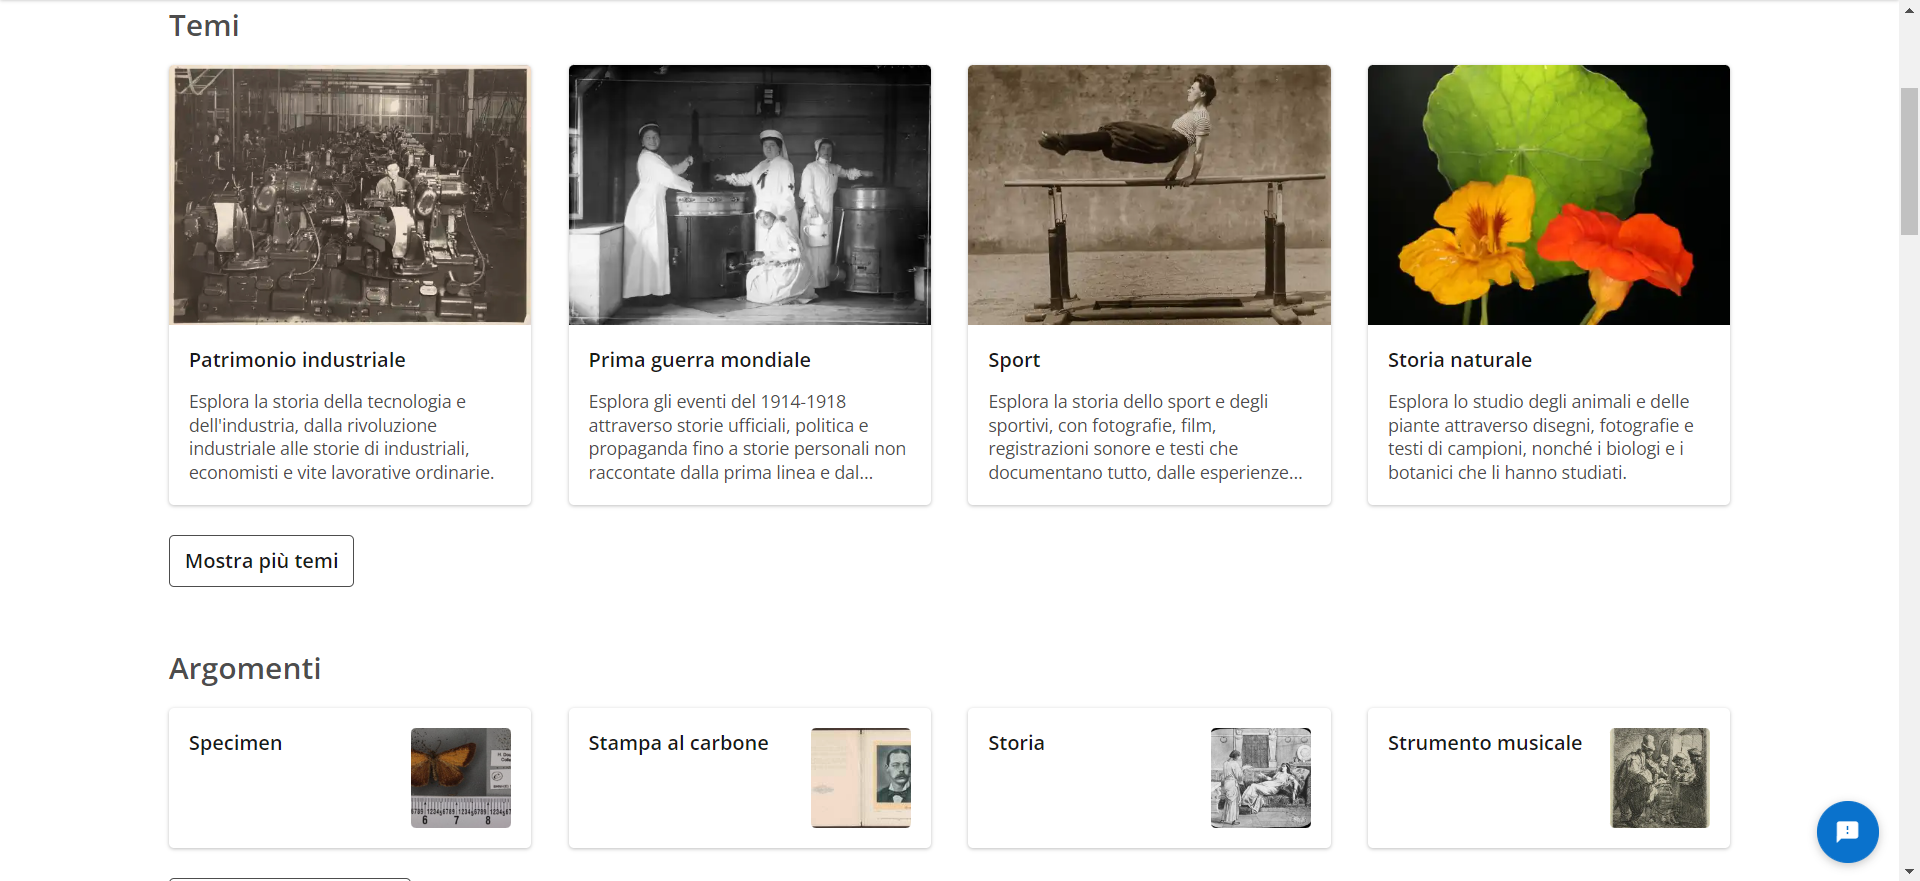 Temi
Patrimonio industriale
Esplora la storia della tecnologia e
dell'industria, dalla rivoluzione
industriale alle storie di industriali,
economisti e vite lavorative ordinarie.
Prima guerra mondiale
Esplora gli eventi del 1914-1918
attraverso storie ufficiali, politica e
propaganda fino a storie personali non
raccontate dalla prima linea e dal...
Sport
Esplora la storia dello sport e degli
sportivi, con fotografie, film,
registrazioni sonore e testi che
documentano tutto, dalle esperienze...
Storia naturale
Esplora lo studio degli animali e delle
piante attraverso disegni, fotografie e
testi di campioni, nonché i biologi e i
botanici che li hanno studiati.
Mostra più temi
Argomenti
Specimen
6 7 8
Stampa al carbone
Storia
Strumento musicale